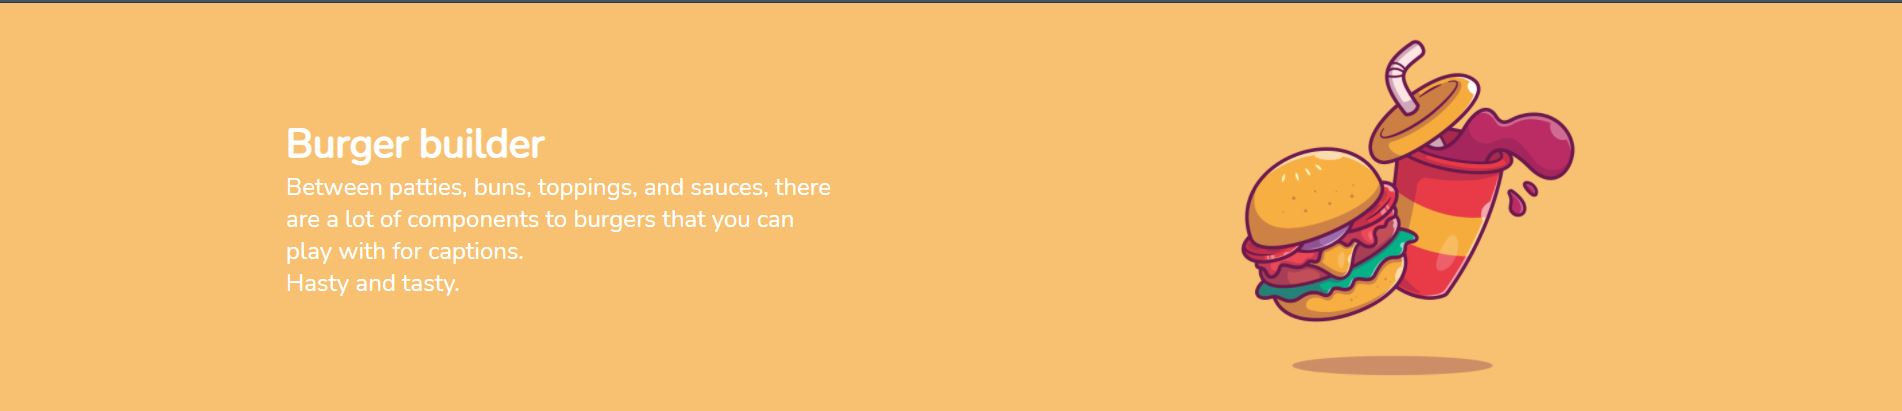 Burger builder
Between patties, buns, toppings, and sauces, there
are a lot of components to burgers that you can
play with for captions.
Hasty and tasty.